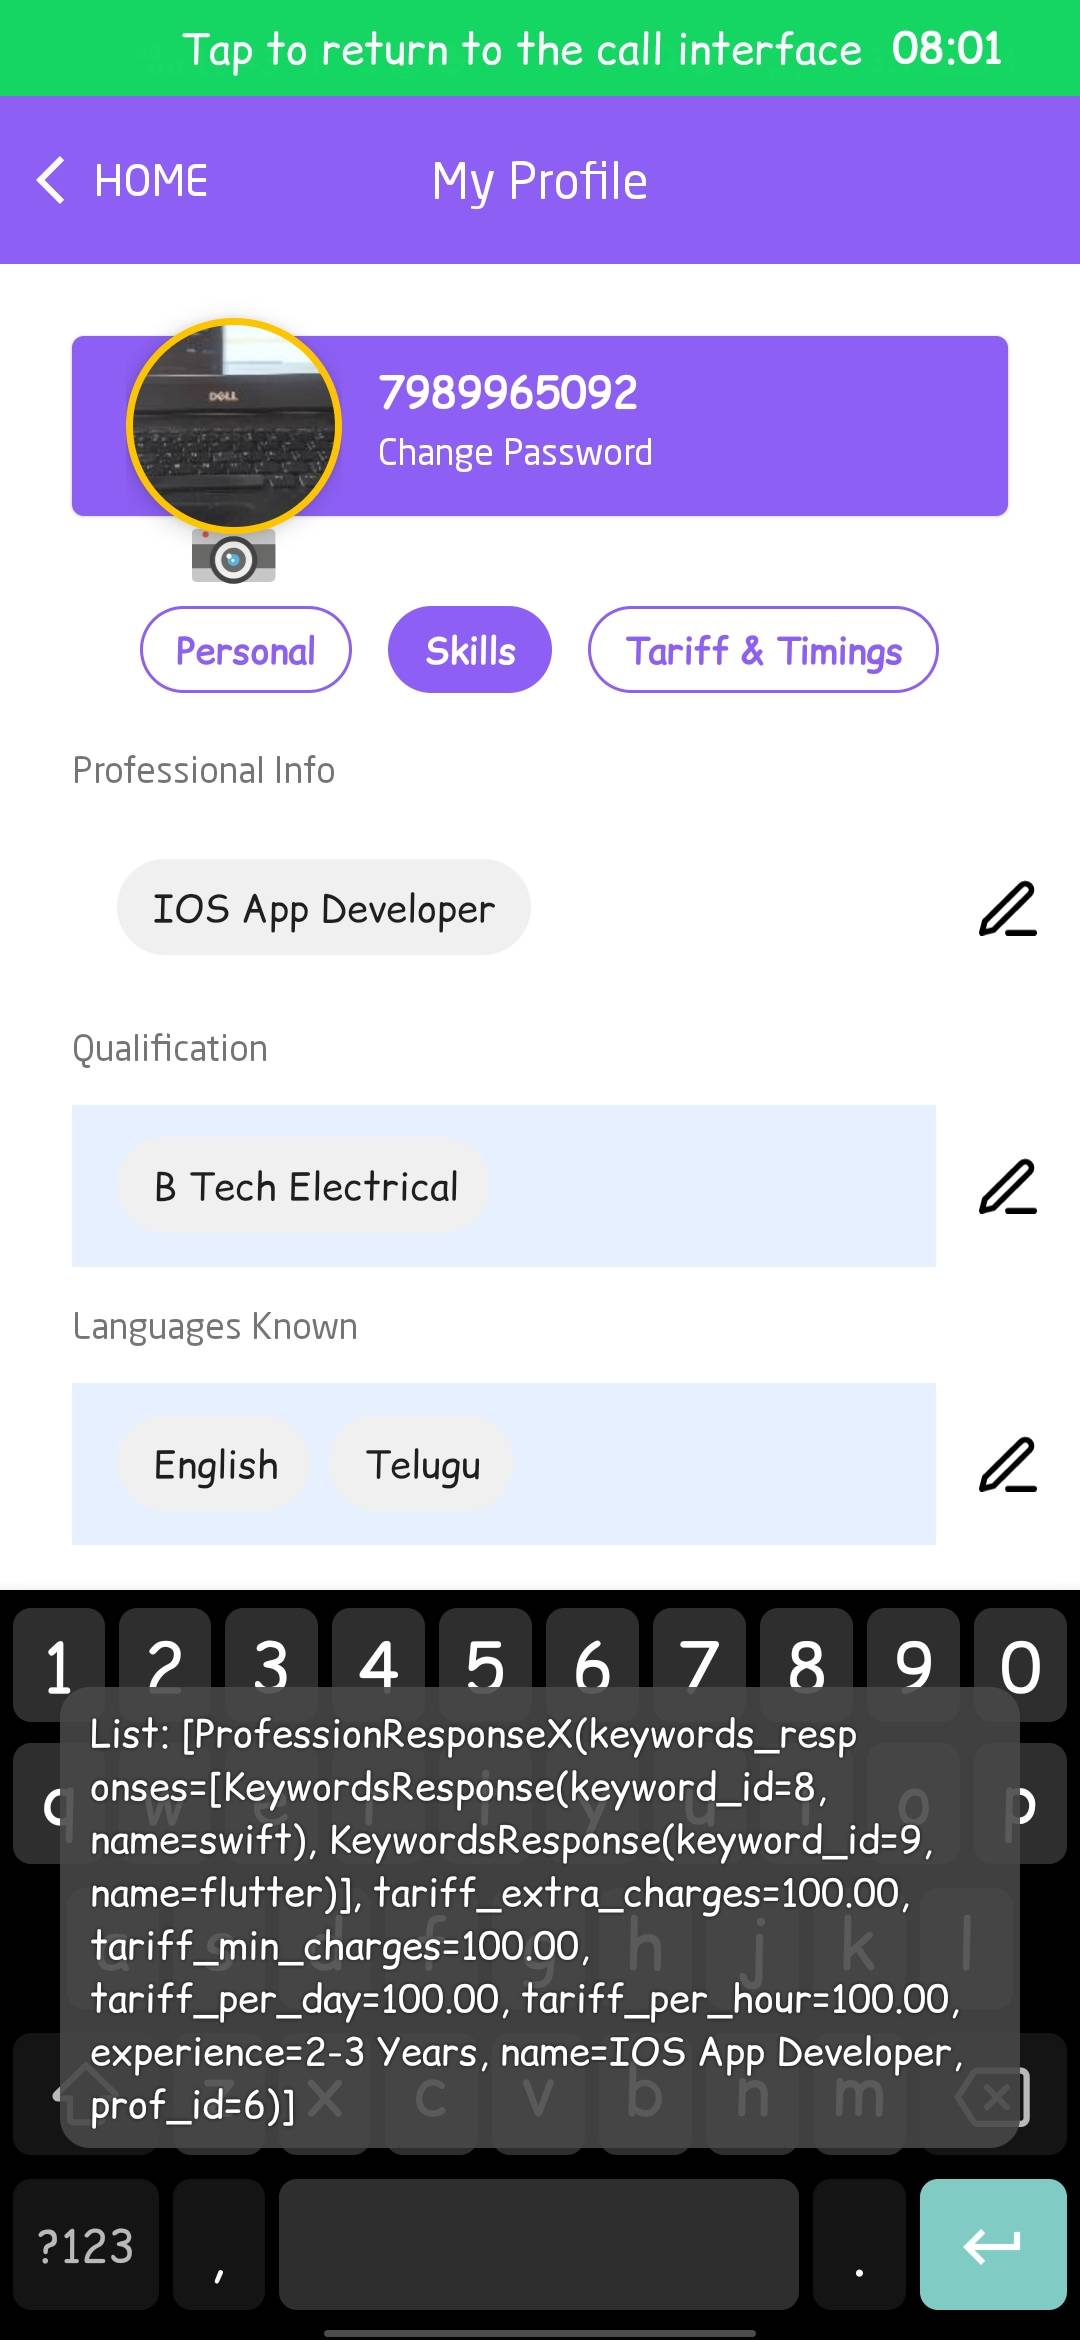 Tap to return to the call interface 08:01
HOME My Profile
DELL
7989965092
Change Password
Personal Skills Tariff & Timings
Professional Info
IOS App Developer
Qualification
B Tech Electrical
Languages Known
English Telugu
1 2 3 4 5 6 7 8 9 0
q w e r i y u i o p
List: [ProfessionResponseX(keywords_resp
onses=[KeywordsResponse(keyword_id=8,
name=swift), KeywordsResponse(keyword_id=9,
name=flutter)], tariff_extra_charges=100.00,
tariff_min_charges=100.00,
tariff_per_day=100.00, tariff_per_hour=100.00,
experience=2-3 Years, name=IOS App Developer,
prof_id=6)]
a s d f g h j k l
z x c v b n m
?123 , .